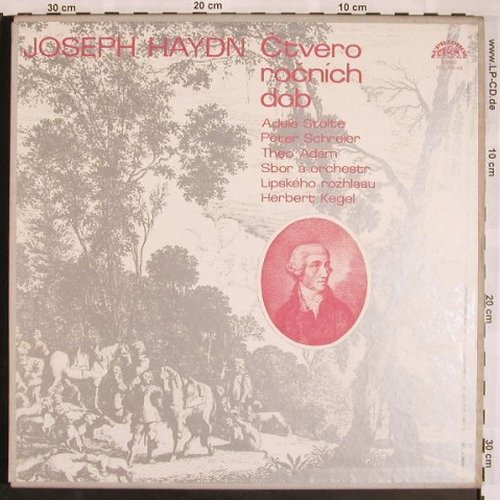 30 cm
20 cm
10 cm
JOSEPH HAYDN Čtvero
ročních
dob
Adele Stolte
Peter Schreier
Theo Adam
Sbor a orchestr
Lipského rozhlasu
Herbert Kegel
www.LP-CD.de
10 cm
20 cm
30 cm